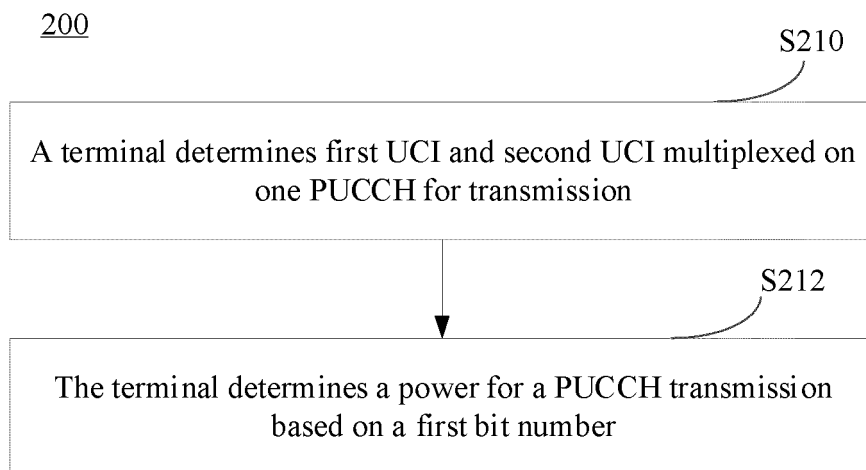 200
S210
A terminal determines first UCI and second UCI multiplexed on
one PUCCH for transmission
S212
The terminal determines a power for a PUCCH transmission
based on a first bit number